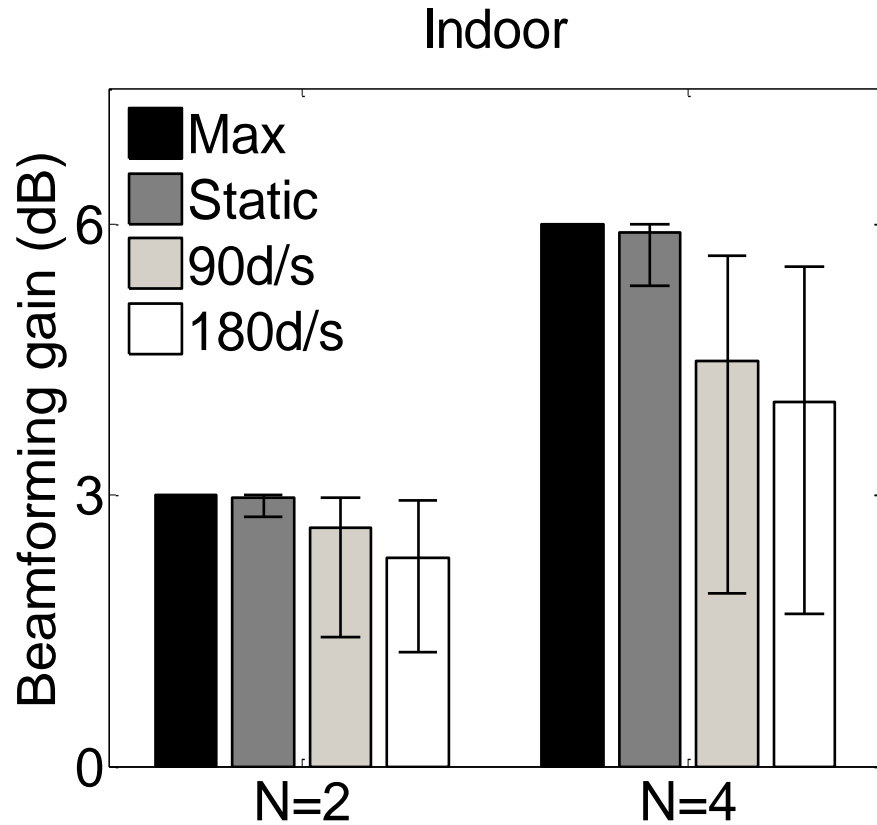 Indoor
Beamforming gain (dB)
Max
Static
90d/s
180d/s
6
3
0
N=2
N=4